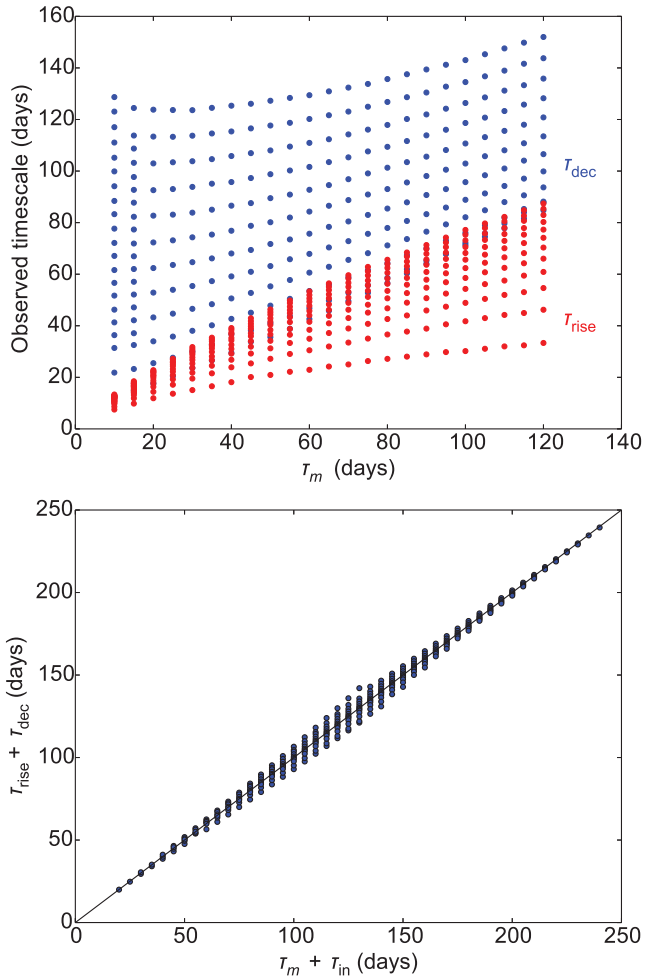 160
140
120
100
80
60
40
20
0
Observed timescale (days)
τdec
τrise
0 20 40 60 80 100 120 140
τm (days)
250
200
150
100
50
0
τrise + τdec (days)
0 50 100 150 200 250
τm + τin (days)